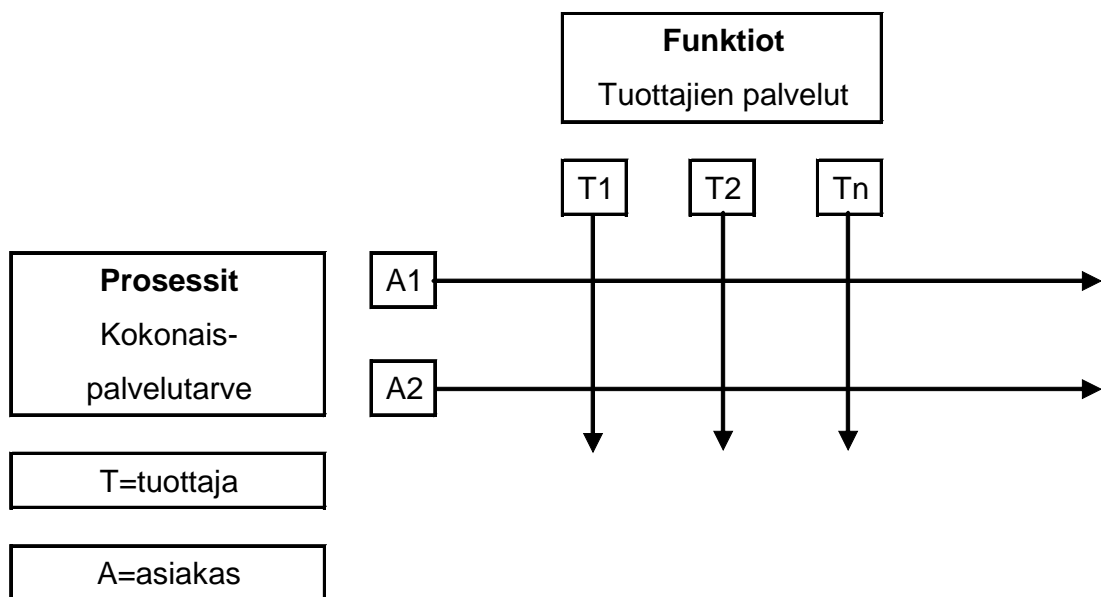 Funktiot
Tuottajien palvelut
T1
T2
Tn
Prosessit
Kokonais-
palvelutarve
A1
A2
T=tuottaja
A=asiakas